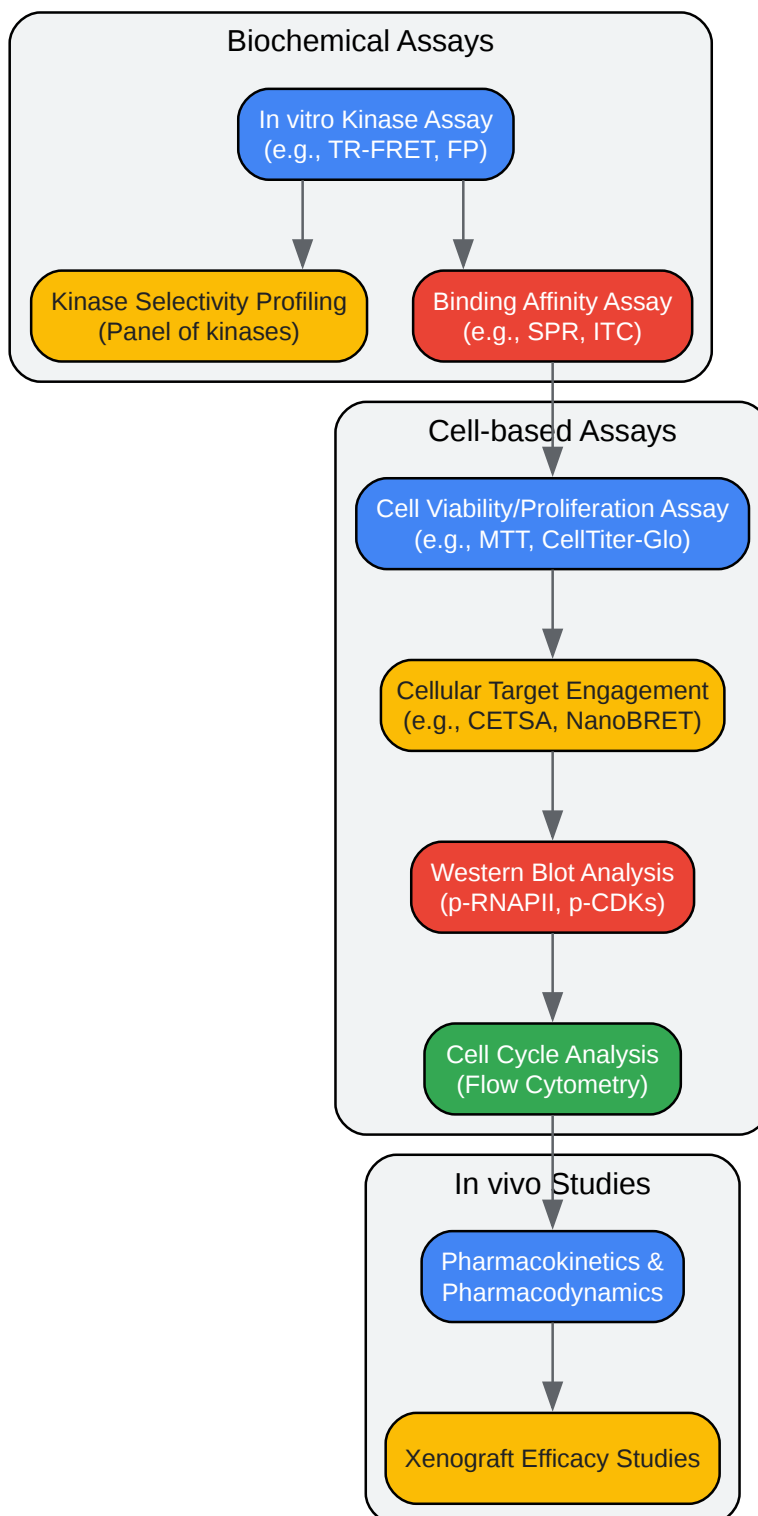 Biochemical Assays
In vitro Kinase Assay
(e.g., TR-FRET, FP)
Kinase Selectivity Profiling
(Panel of kinases)
Binding Affinity Assay
(e.g., SPR, ITC)
Cell-based Assays
Cell Viability/Proliferation Assay
(e.g., MTT, CellTiter-Glo)
Cellular Target Engagement
(e.g., CETSA, NanoBRET)
Western Blot Analysis
(p-RNAPII, p-CDKs)
Cell Cycle Analysis
(Flow Cytometry)
In vivo Studies
Pharmacokinetics &
Pharmacodynamics
Xenograft Efficacy Studies